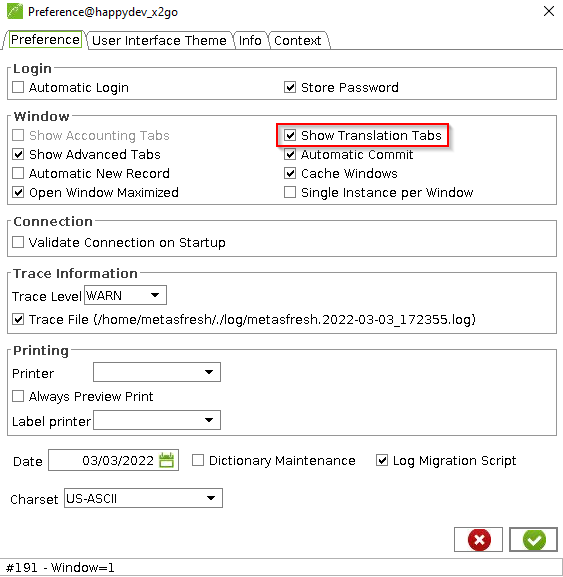 Preference@happydev_x2go
Preference User Interface Theme Info Context
Login
Automatic Login Store Password
Window
Show Accounting Tabs Show Translation Tabs
Show Advanced Tabs Automatic Commit
Automatic New Record Cache Windows
Open Window Maximized Single Instance per Window
Connection
Validate Connection on Startup
Trace Information
Trace Level WARN
Trace File (/home/metasfresh/./log/metasfresh.2022-03-03_172355.log)
Printing
Printer
Always Preview Print
Label printer
Date 03/03/2022 Dictionary Maintenance Log Migration Script
Charset US-ASCII
#191 - Window=1